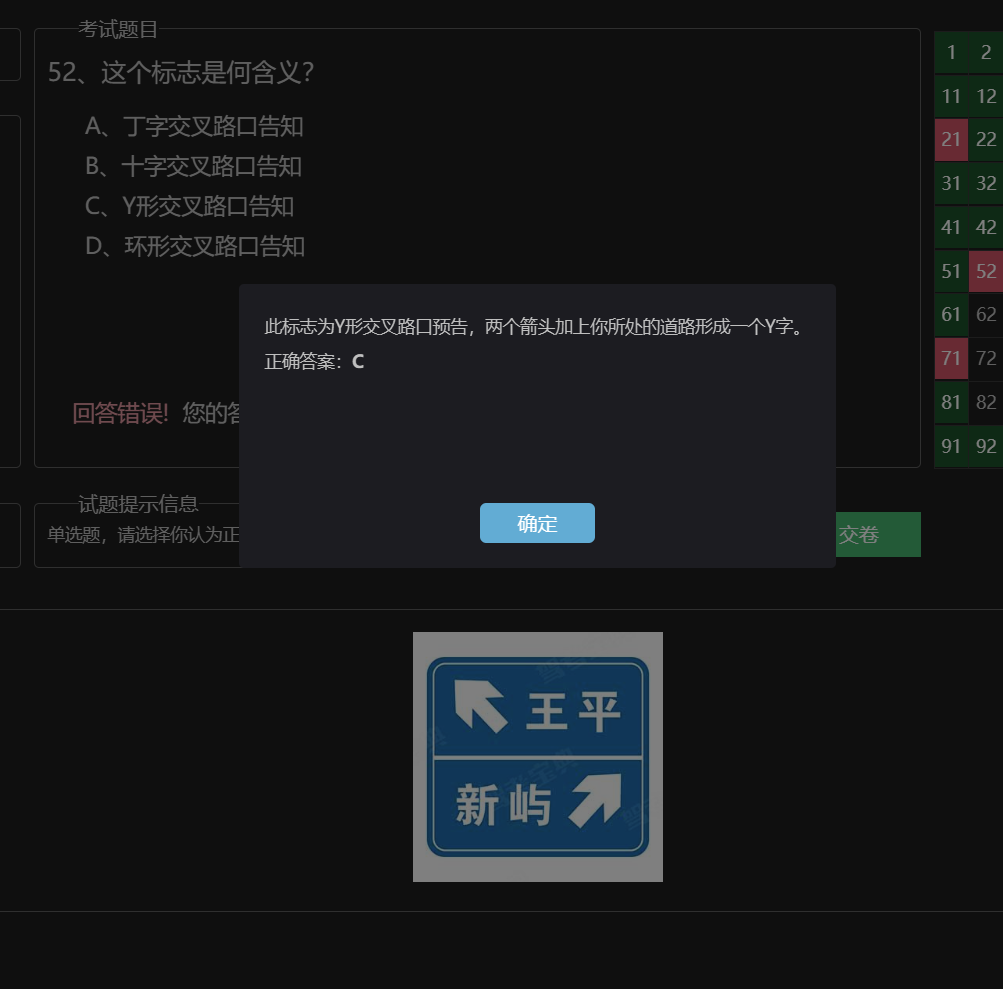 考试题目
52、这个标志是何含义？
A、丁字交叉路口告知
B、十字交叉路口告知
C、Y形交叉路口告知
D、环形交叉路口告知
此标志为Y形交叉路口预告，两个箭头加上你所处的道路形成一个Y字。
正确答案：C
回答错误！您的答
确定
试题提示信息
单选题，请选择你认为正
交卷
1 2
11 12
21 22
31 32
41 42
51 52
61 62
71 72
81 82
91 92
王平
新屿